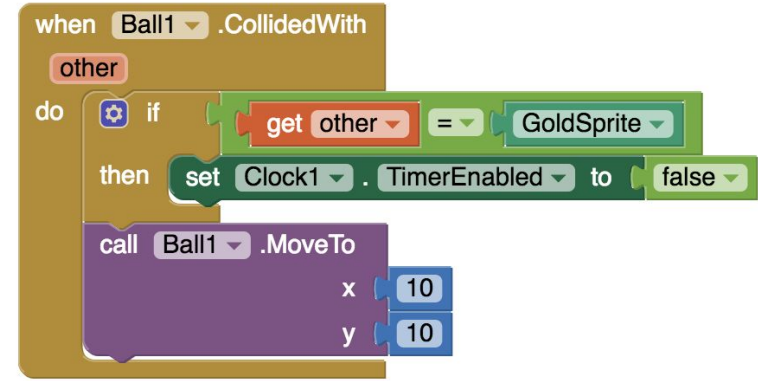 when Ball1 .CollidedWith
other
do if get other = GoldSprite
then set Clock1 . TimerEnabled to false
call Ball1 .MoveTo
x 10
y 10